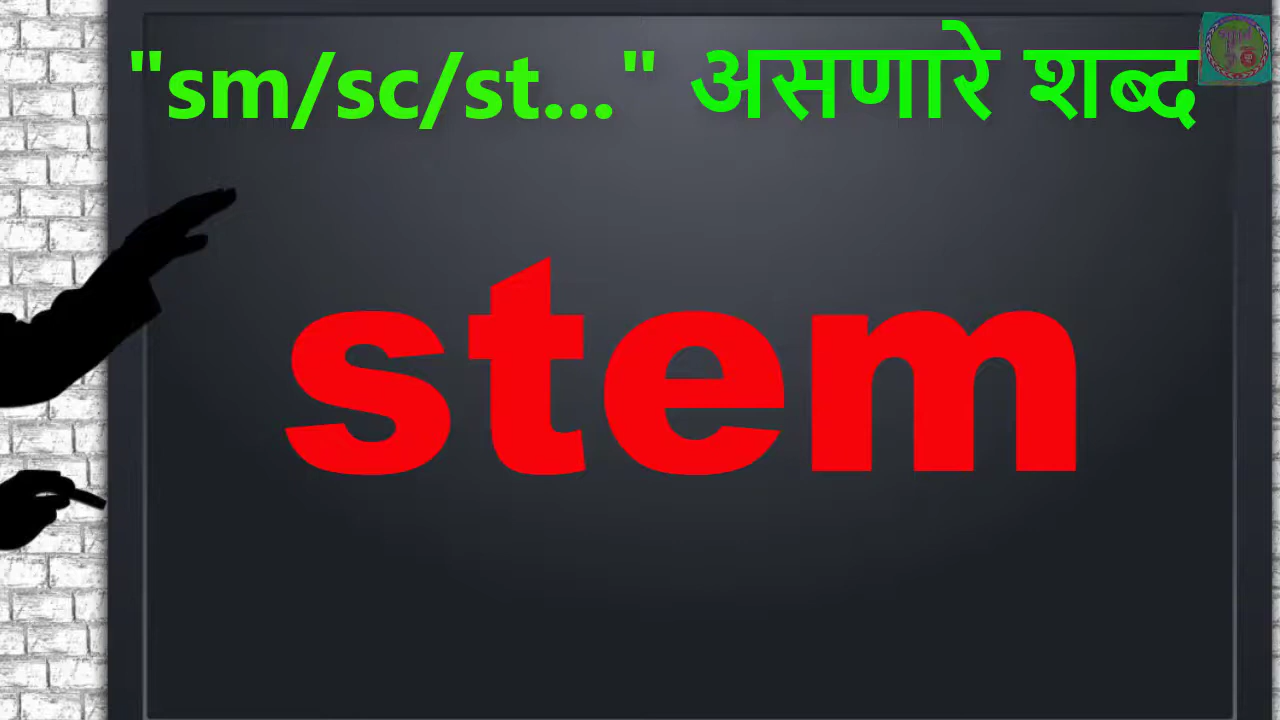 "sm/sc/st... " असणारे शब्द
stem